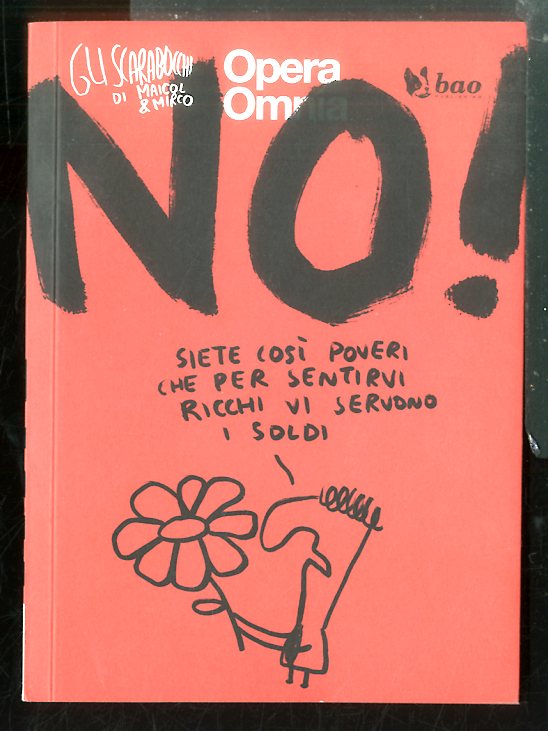 GLI SCARABOCCHI
DI MAICOL
& MIRCO
Opera
Omnia
bao
PUBLISHING
NO!
SIETE COSÌ POVERI
CHE PER SENTIRVI
RICCHI VI SERVONO
I SOLDI